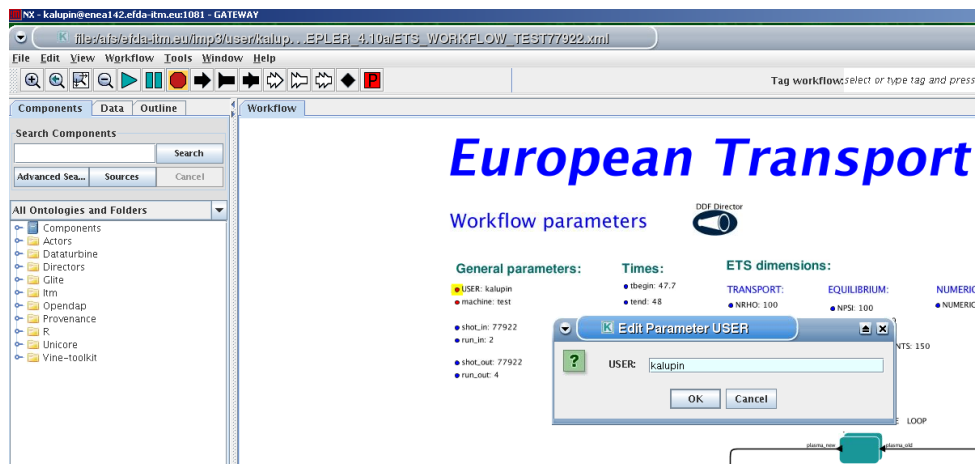 NX - kalupin@enea142.efda-itm.eu:1081 - GATEWAY
file:/afs/efda-itm.eu/imp3/user/kalup. . .EPLER_4.10a/ETS_WORKFLOW_TEST77922.xml
File Edit View Workflow Tools Window Help
Tag workflow: select or type tag and press
Components Data Outline
Workflow
Search Components
Search
Advanced Sea... Sources Cancel
All Ontologies and Folders
Components
Actors
Dataturbine
Directors
Glite
Itm
Opendap
Provenance
R
Unicore
Vine-toolkit
European Transport
Workflow parameters
DDF Director
General parameters:
USER: kalupin
machine: test
shot_in: 77922
run_in: 2
shot_out: 77922
run_out: 4
Times:
tbegin: 47.7
tend: 48
ETS dimensions:
TRANSPORT:
NRHO: 100
EQUILIBRIUM:
NPSI: 100
NTS: 150
NUMERIC
NUMERIC
Edit Parameter USER
?
USER: kalupin
OK Cancel
LOOP
plasma_new
plasma_old
P